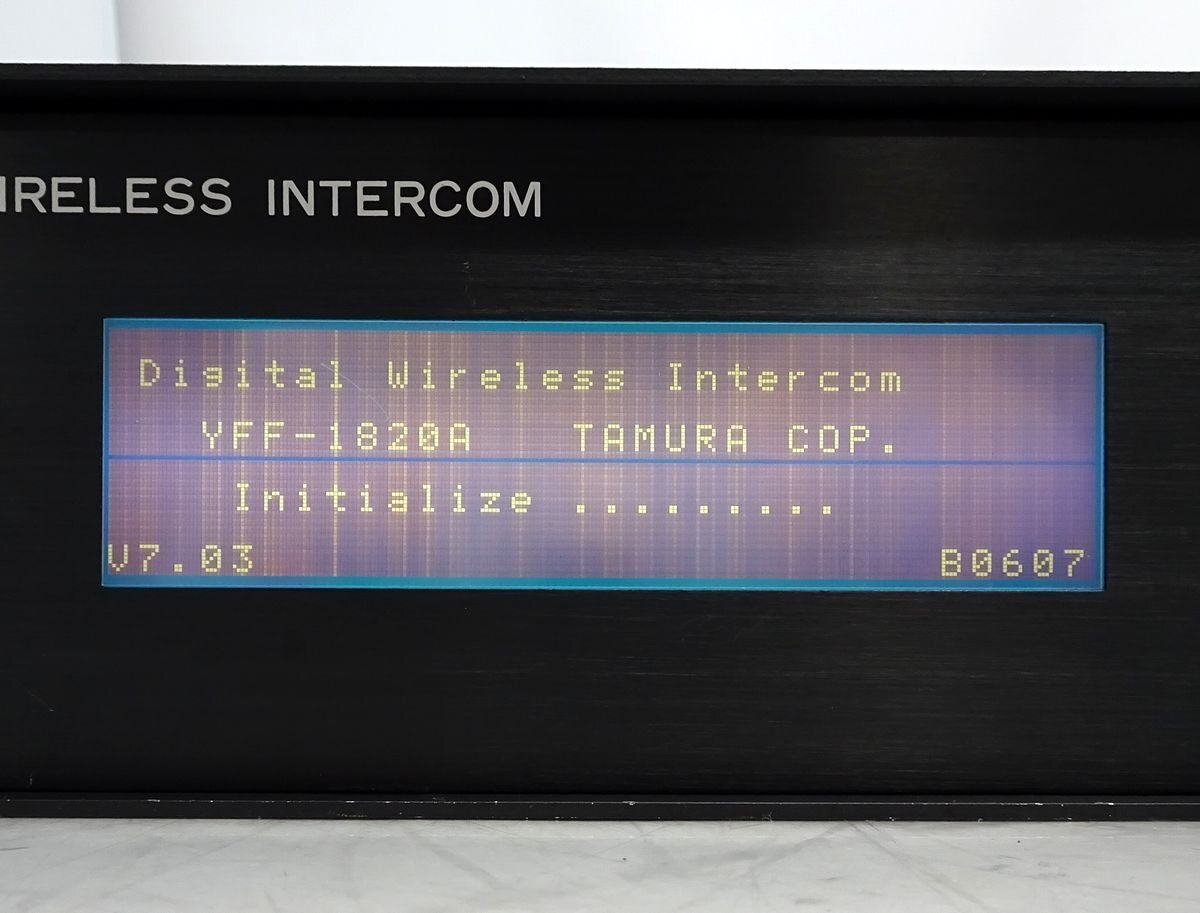 IRELESS INTERCOM
Digital Wireless Intercom
YFF-1820A TAMURA COP.
Initialize .........
V7.03 B0607